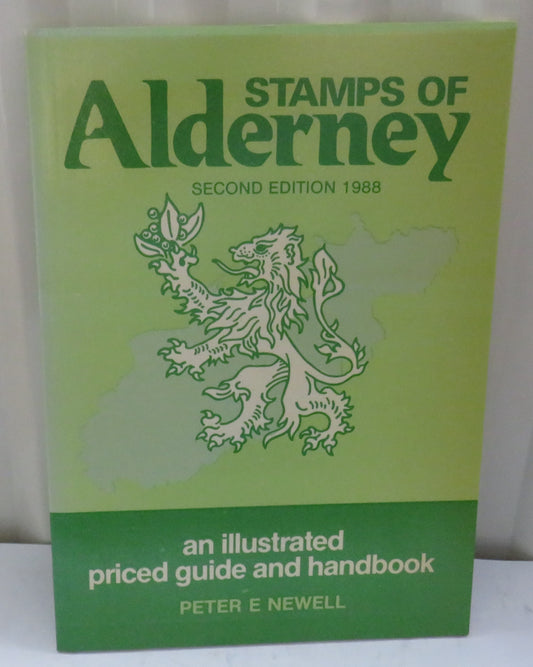 STAMPS OF
Alderney
SECOND EDITION 1988
an illustrated
priced guide and handbook
PETER E NEWELL